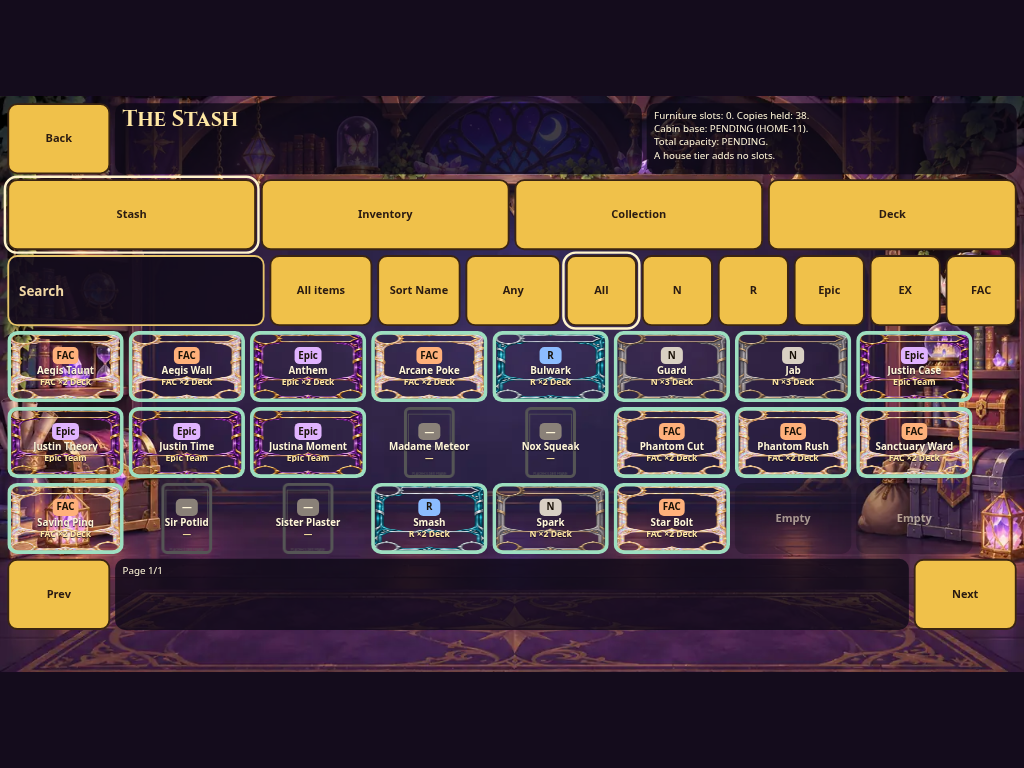 Back
The Stash
Furniture slots: 0. Copies held: 38.
Cabin base: PENDING (HOME-11).
Total capacity: PENDING.
A house tier adds no slots.
Stash
Inventory
Collection
Deck
Search
All items
Sort Name
Any
All
N
R
Epic
EX
FAC
FAC
Aegis Taunt
FAC ×2 Deck
FAC
Aegis Wall
FAC ×2 Deck
Epic
Anthem
Epic ×2 Deck
FAC
Arcane Poke
FAC ×2 Deck
R
Bulwark
R ×2 Deck
N
Guard
N ×3 Deck
N
Jab
N ×3 Deck
Epic
Justin Case
Epic Team
Epic
Justin Theory
Epic Team
Epic
Justin Time
Epic Team
Epic
Justina Moment
Epic Team
—
Madame Meteor
—
—
Nox Squeak
—
FAC
Phantom Cut
FAC ×2 Deck
FAC
Phantom Rush
FAC ×2 Deck
FAC
Sanctuary Ward
FAC ×2 Deck
FAC
Saving Ping
FAC ×2 Deck
—
Sir Potlid
—
—
Sister Plaster
—
R
Smash
R ×2 Deck
N
Spark
N ×2 Deck
FAC
Star Bolt
FAC ×2 Deck
Empty
Empty
Prev
Page 1/1
Next